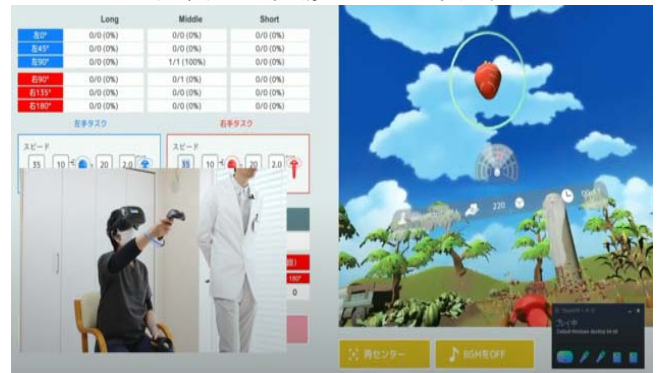 Long Middle Short
左0° 0/0 (0%) 0/0 (0%) 0/0 (0%)
左45° 0/0 (0%) 0/0 (0%) 0/0 (0%)
左90° 0/0 (0%) 1/1 (100%) 0/0 (0%)
右90° 0/0 (0%) 0/1 (0%) 0/0 (0%)
右135° 0/0 (0%) 0/0 (0%) 0/0 (0%)
右180° 0/0 (0%) 0/0 (0%) 0/0 (0%)
左手タスク 右手タスク
スピード スピード
35 10 20 2.0 35 10 20 2.0
180°
0
220
プレイ中
再センター BGMをOFF